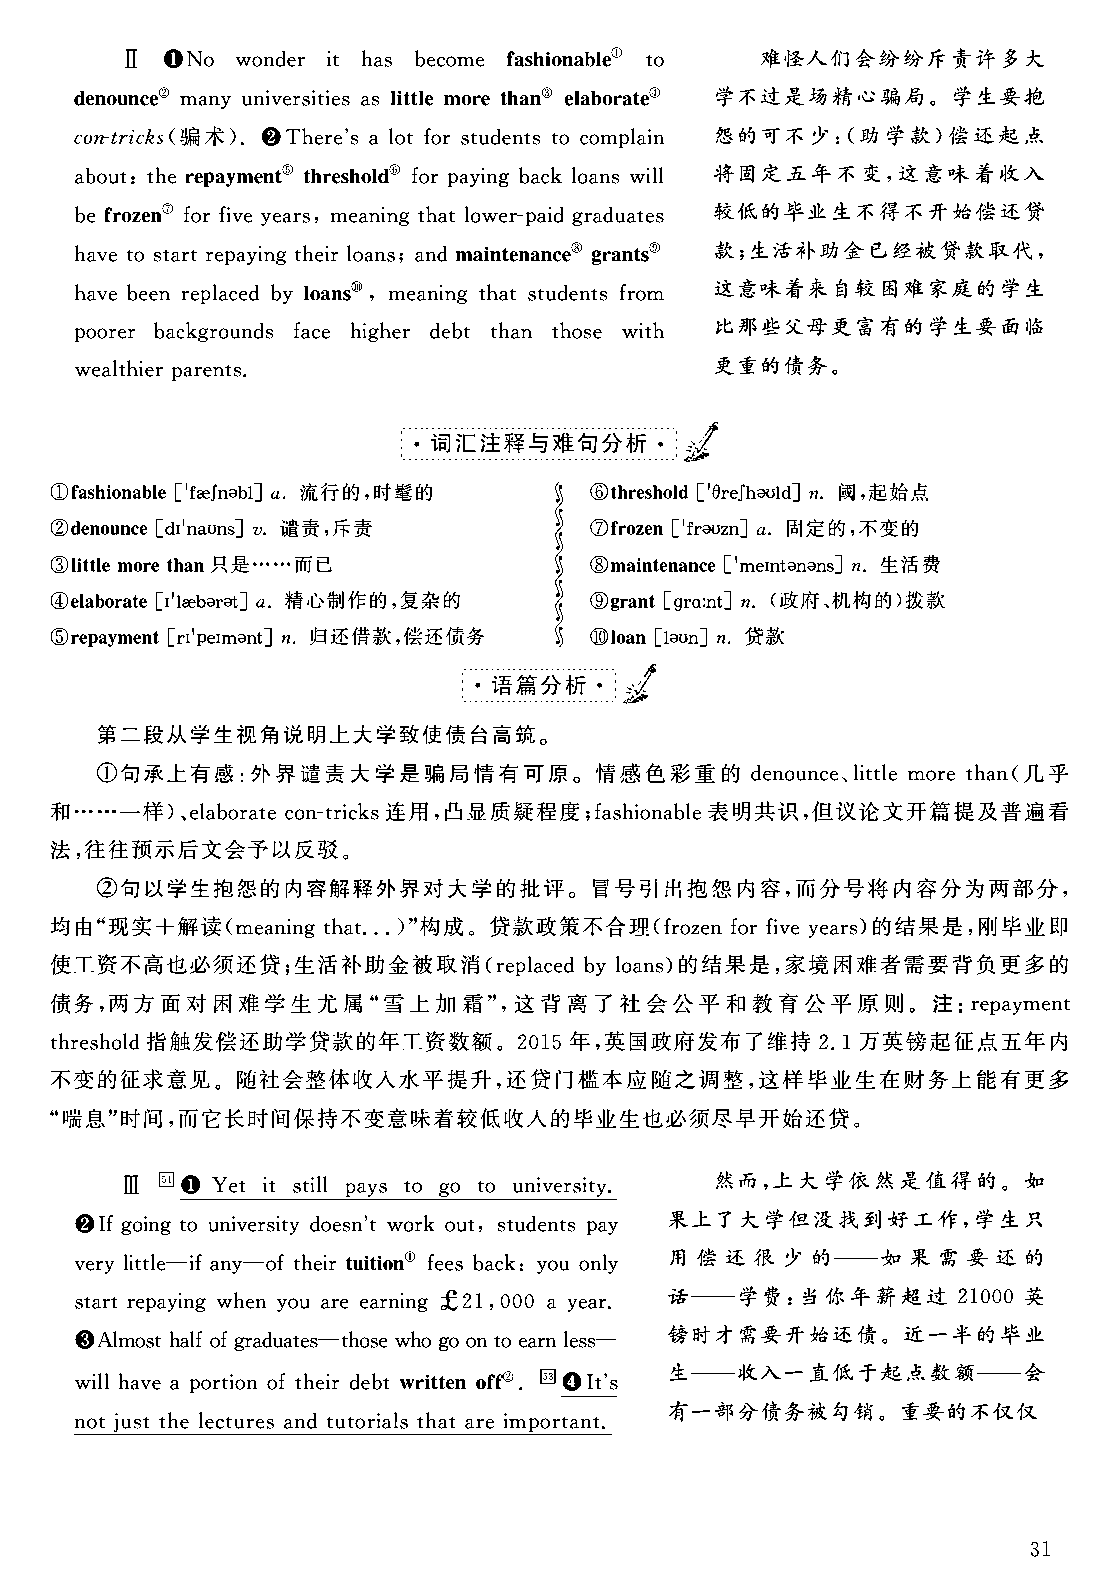 Ⅱ ❶No wonder it has become fashionable① to
denounce② many universities as little more than③ elaborate④
con-tricks(骗术). ❷There's a lot for students to complain
about: the repayment⑤ threshold⑥ for paying back loans will
be frozen⑦ for five years, meaning that lower-paid graduates
have to start repaying their loans; and maintenance⑧ grants⑨
have been replaced by loans⑩, meaning that students from
poorer backgrounds face higher debt than those with
wealthier parents.
难怪人们会纷纷斥责许多大
学不过是场精心骗局。学生要抱
怨的可不少:(助学款)偿还起点
将固定五年不变,这意味着收入
较低的毕业生不得不开始偿还贷
款;生活补助金已经被贷款取代,
这意味着来自较困难家庭的学生
比那些父母更富有的学生要面临
更重的债务。
·词汇注释与难句分析·
①fashionable [ˈfæʃnəbl] a. 流行的,时髦的
②denounce [dɪˈnaʊns] v. 谴责,斥责
③little more than 只是……而已
④elaborate [ɪˈlæbərət] a. 精心制作的,复杂的
⑤repayment [rɪˈpeɪmənt] n. 归还借款,偿还债务
⑥threshold [ˈθreʃhəʊld] n. 阈,起始点
⑦frozen [ˈfrəʊzn] a. 固定的,不变的
⑧maintenance [ˈmeɪntənəns] n. 生活费
⑨grant [grɑːnt] n. (政府、机构的)拨款
⑩loan [ləʊn] n. 贷款
·语篇分析·
第二段从学生视角说明上大学致使债台高筑。
①句承上有感:外界谴责大学是骗局情有可原。情感色彩重的 denounce、little more than(几乎
和……一样)、elaborate con-tricks 连用,凸显质疑程度;fashionable 表明共识,但议论文开篇提及普遍看
法,往往预示后文会予以反驳。
②句以学生抱怨的内容解释外界对大学的批评。冒号引出抱怨内容,而分号将内容分为两部分,
均由“现实+解读(meaning that...)”构成。贷款政策不合理(frozen for five years)的结果是,刚毕业即
使工资不高也必须还贷;生活补助金被取消(replaced by loans)的结果是,家境困难者需要背负更多的
债务,两方面对困难学生尤属“雪上加霜”,这背离了社会公平和教育公平原则。注:repayment
threshold 指触发偿还助学贷款的年工资数额。2015 年,英国政府发布了维持 2.1 万英镑起征点五年内
不变的征求意见。随社会整体收入水平提升,还贷门槛本应随之调整,这样毕业生在财务上能有更多
“喘息”时间,而它长时间保持不变意味着较低收人的毕业生也必须尽早开始还贷。
Ⅲ 51❶ Yet it still pays to go to university.
❷If going to university doesn't work out, students pay
very little—if any—of their tuition① fees back: you only
start repaying when you are earning £21,000 a year.
❸Almost half of graduates—those who go on to earn less—
will have a portion of their debt written off②. 53❹It's
not just the lectures and tutorials that are important.
然而,上大学依然是值得的。如
果上了大学但没找到好工作,学生只
用偿还很少的——如果需要还的
话——学费:当你年薪超过 21000 英
镑时才需要开始还债。近一半的毕业
生——收入一直低于起点数额——会
有一部分债务被勾销。重要的不仅仅
31